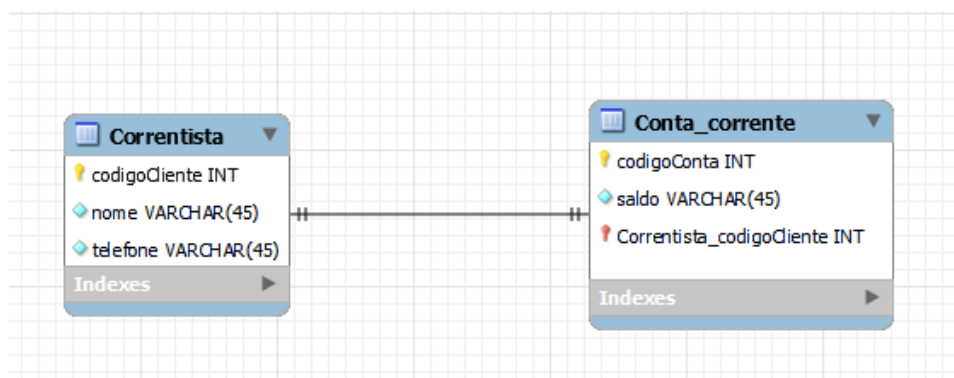 Correntista
codigoCliente INT
nome VARCHAR(45)
telefone VARCHAR(45)
Indexes
Conta_corrente
codigoConta INT
saldo VARCHAR(45)
Correntista_codigoCliente INT
Indexes